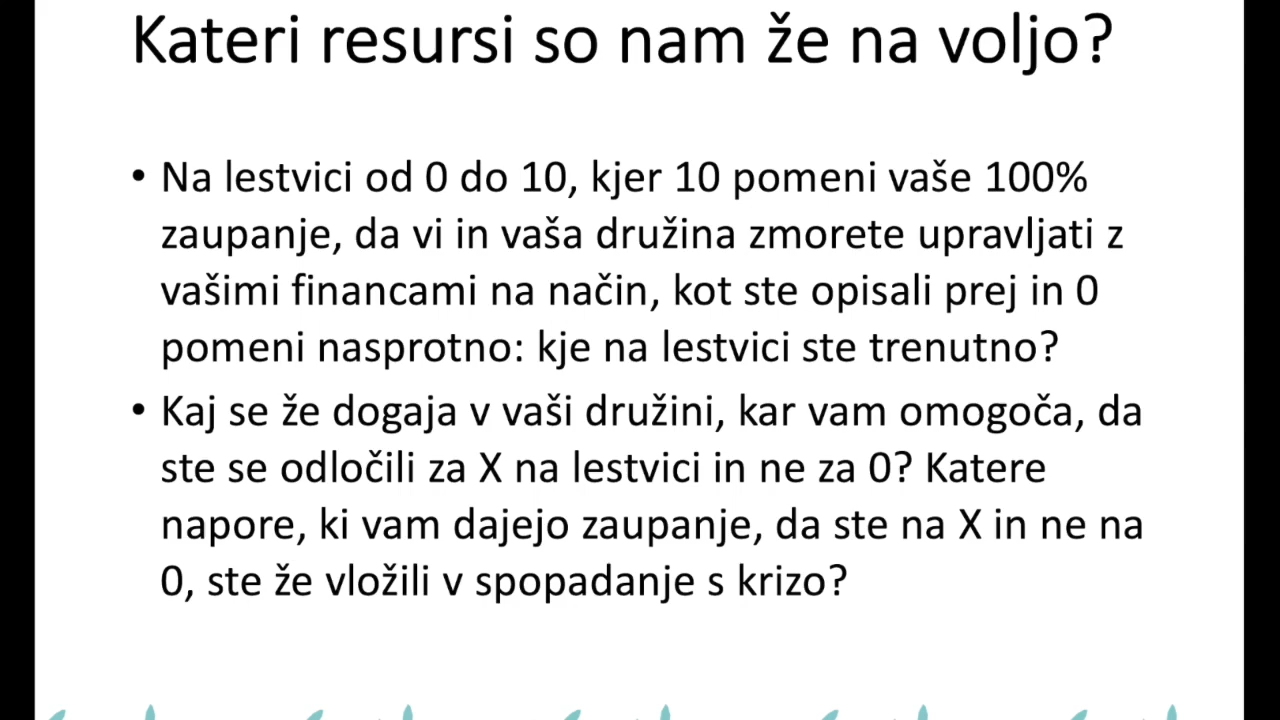 Kateri resursi so nam že na voljo?
• Na lestvici od 0 do 10, kjer 10 pomeni vaše 100%
zaupanje, da vi in vaša družina zmorete upravljati z
vašimi financami na način, kot ste opisali prej in 0
pomeni nasprotno: kje na lestvici ste trenutno?
• Kaj se že dogaja v vaši družini, kar vam omogoča, da
ste se odločili za X na lestvici in ne za 0? Katere
napore, ki vam dajejo zaupanje, da ste na X in ne na
0, ste že vložili v spopadanje s krizo?